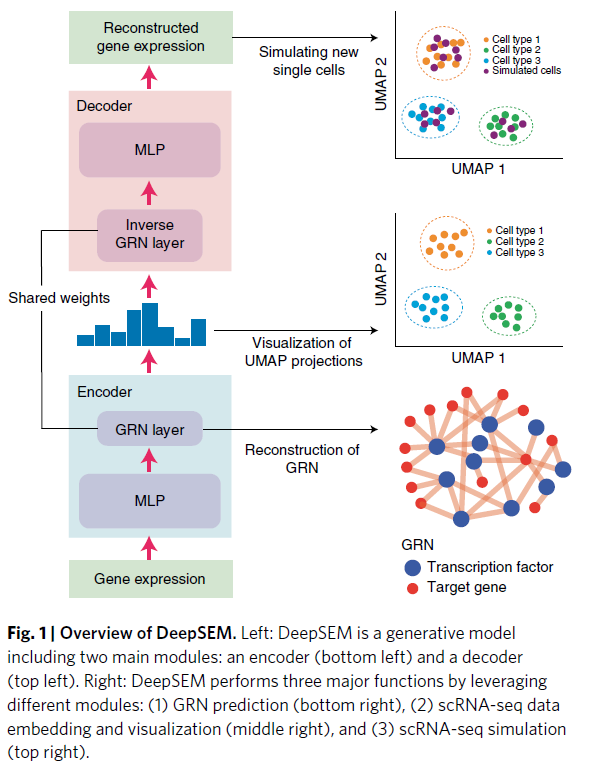 Reconstructed
gene expression
Decoder
MLP
Inverse
GRN layer
Shared weights
Encoder
GRN layer
MLP
Gene expression
Simulating new
single cells
UMAP 2
Cell type 1
Cell type 2
Cell type 3
Simulated cells
UMAP 1
Visualization of
UMAP projections
UMAP 2
Cell type 1
Cell type 2
Cell type 3
UMAP 1
Reconstruction of
GRN
GRN
Transcription factor
Target gene
Fig. 1 | Overview of DeepSEM. Left: DeepSEM is a generative model
including two main modules: an encoder (bottom left) and a decoder
(top left). Right: DeepSEM performs three major functions by leveraging
different modules: (1) GRN prediction (bottom right), (2) scRNA-seq data
embedding and visualization (middle right), and (3) scRNA-seq simulation
(top right).